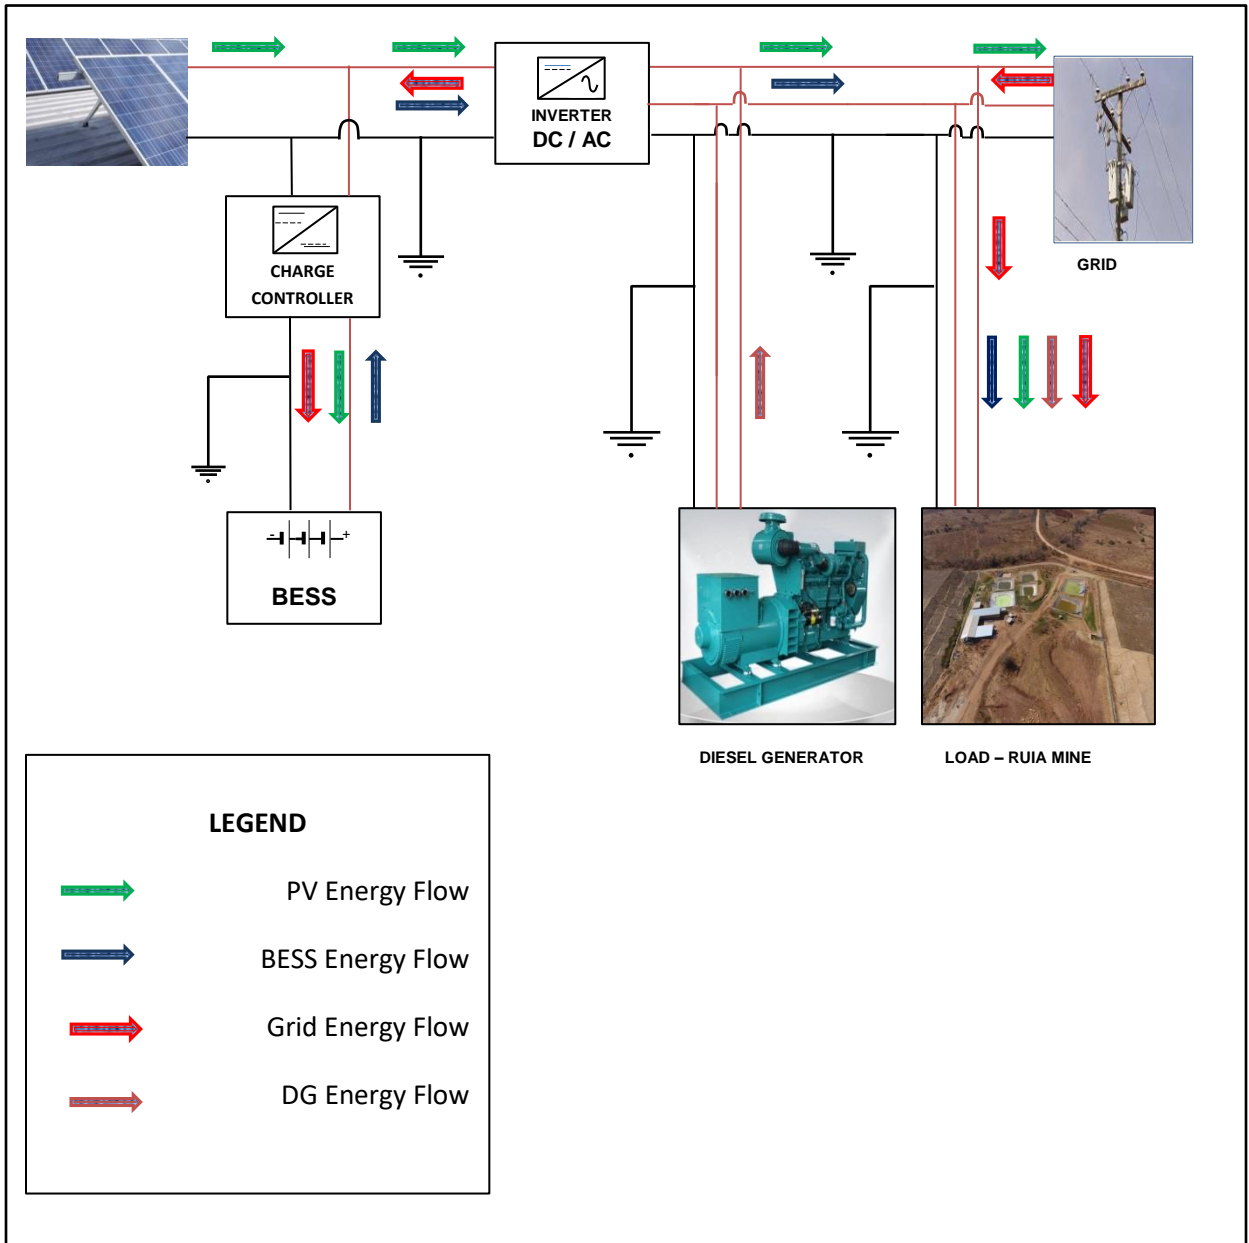 INVERTER
DC / AC
CHARGE
CONTROLLER
GRID
- +
BESS
DIESEL GENERATOR
LOAD – RUIA MINE
LEGEND
PV Energy Flow
BESS Energy Flow
Grid Energy Flow
DG Energy Flow